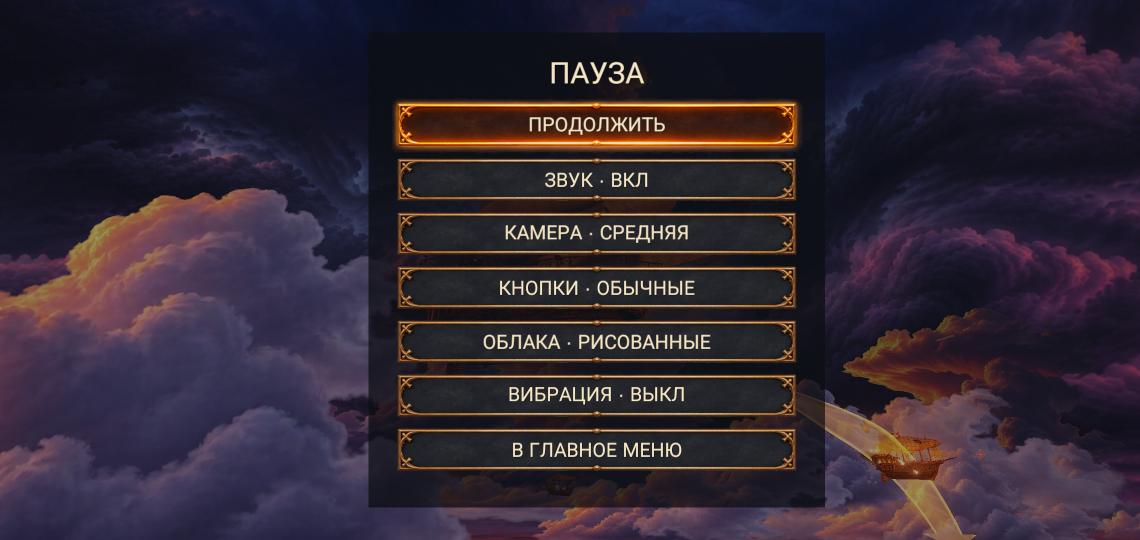 ПАУЗА
ПРОДОЛЖИТЬ
ЗВУК · ВКЛ
КАМЕРА · СРЕДНЯЯ
КНОПКИ · ОБЫЧНЫЕ
ОБЛАКА · РИСОВАННЫЕ
ВИБРАЦИЯ · ВЫКЛ
В ГЛАВНОЕ МЕНЮ